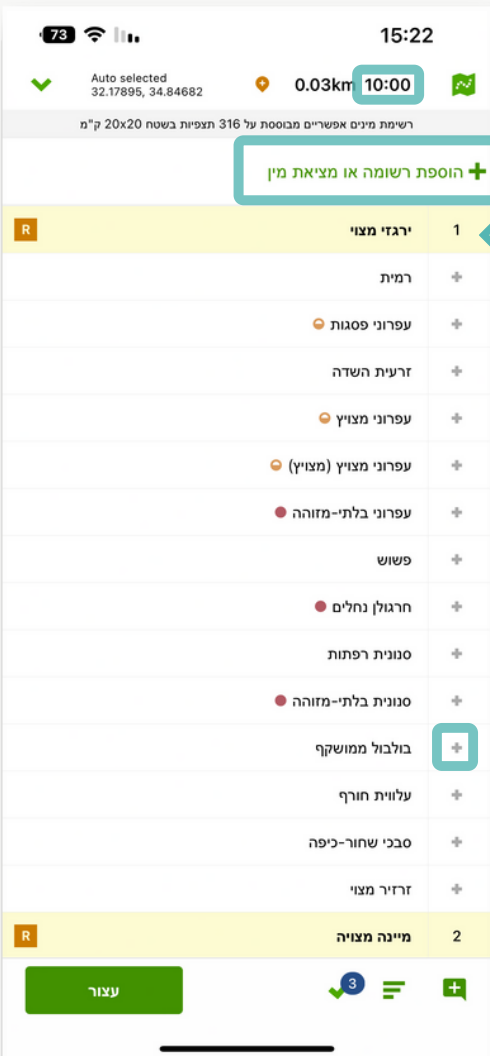 73
15:22
Auto selected
32.17895, 34.84682
0.03km
10:00
רשימת מינים אפשריים מבוססת על 316 תצפיות בשטח 20x20 ק"מ
הוספת רשומה או מציאת מין
1 ירגזי מצוי R
רמית
עפרוני פסגות
זרעית השדה
עפרוני מצויץ
עפרוני מצויץ (מצויץ)
עפרוני בלתי-מזוהה
פשוש
חרגולן נחלים
סנונית רפתות
סנונית בלתי-מזוהה
בולבול ממושקף
עלווית חורף
סבכי שחור-כיפה
זרזיר מצוי
2 מיינה מצויה R
3
עצור